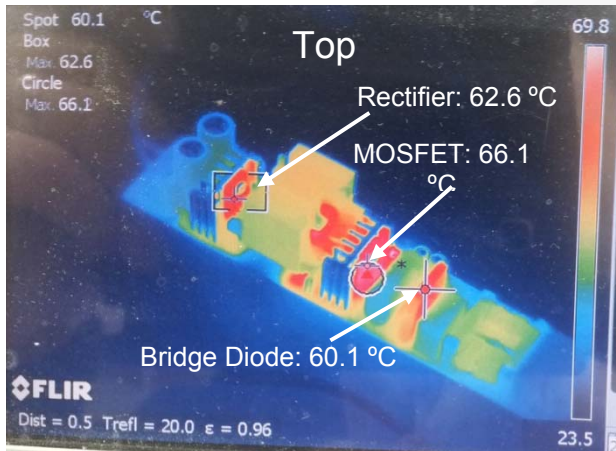 Spot 60.1 °C
Box
Max. 62.6
Circle
Max. 66.1
Top
69.8
Rectifier: 62.6 ºC
MOSFET: 66.1
ºC
Bridge Diode: 60.1 ºC
FLIR
Dist = 0.5 Trefl = 20.0 ε = 0.96
23.5